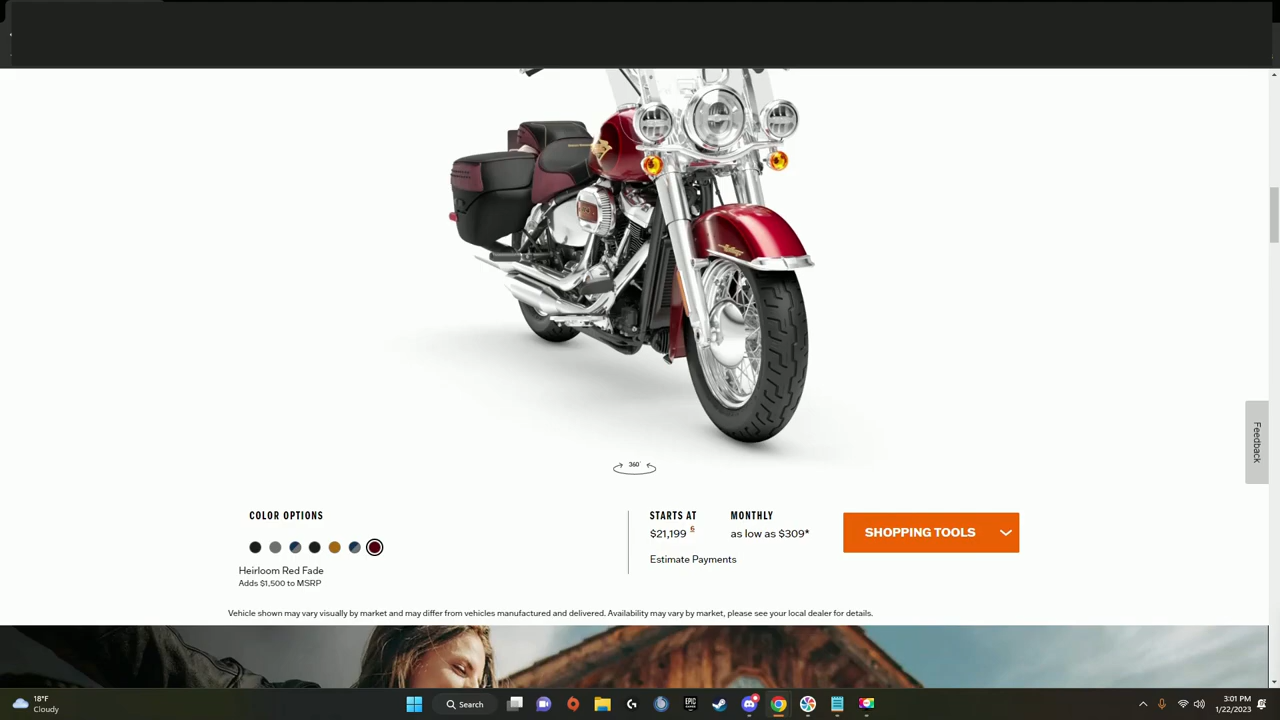 360°
COLOR OPTIONS
Heirloom Red Fade
Adds $1,500 to MSRP
STARTS AT
$21,199 6
Estimate Payments
MONTHLY
as low as $309*
SHOPPING TOOLS
Vehicle shown may vary visually by market and may differ from vehicles manufactured and delivered. Availability may vary by market, please see your local dealer for details.
Feedback
18°F
Cloudy
Search
EPIC
3:01 PM
1/22/2023